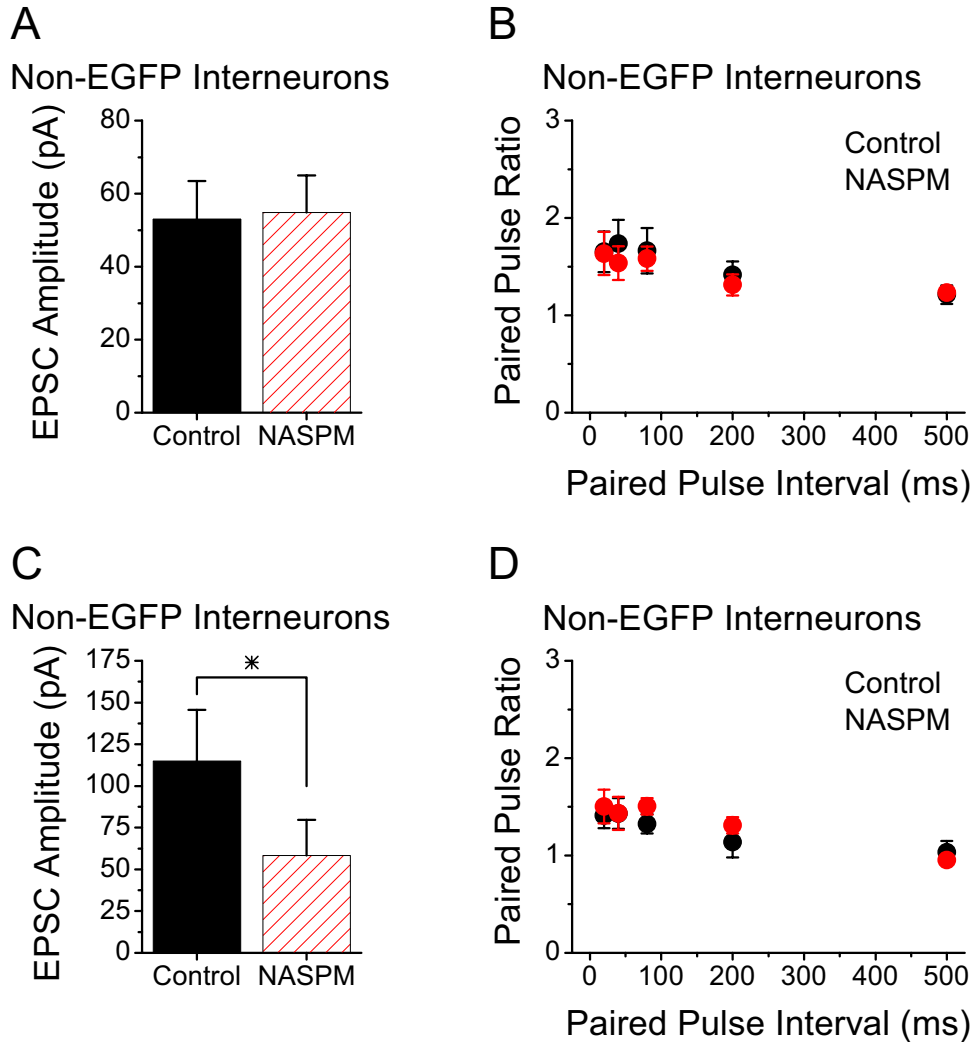 A
Non-EGFP Interneurons
EPSC Amplitude (pA)
80
60
40
20
0
Control
NASPM
B
Non-EGFP Interneurons
Paired Pulse Ratio
3
2
1
0
Control
NASPM
0 100 200 300 400 500
Paired Pulse Interval (ms)
C
Non-EGFP Interneurons
EPSC Amplitude (pA)
175
150
125
100
75
50
25
0
*
Control
NASPM
D
Non-EGFP Interneurons
Paired Pulse Ratio
3
2
1
0
Control
NASPM
0 100 200 300 400 500
Paired Pulse Interval (ms)